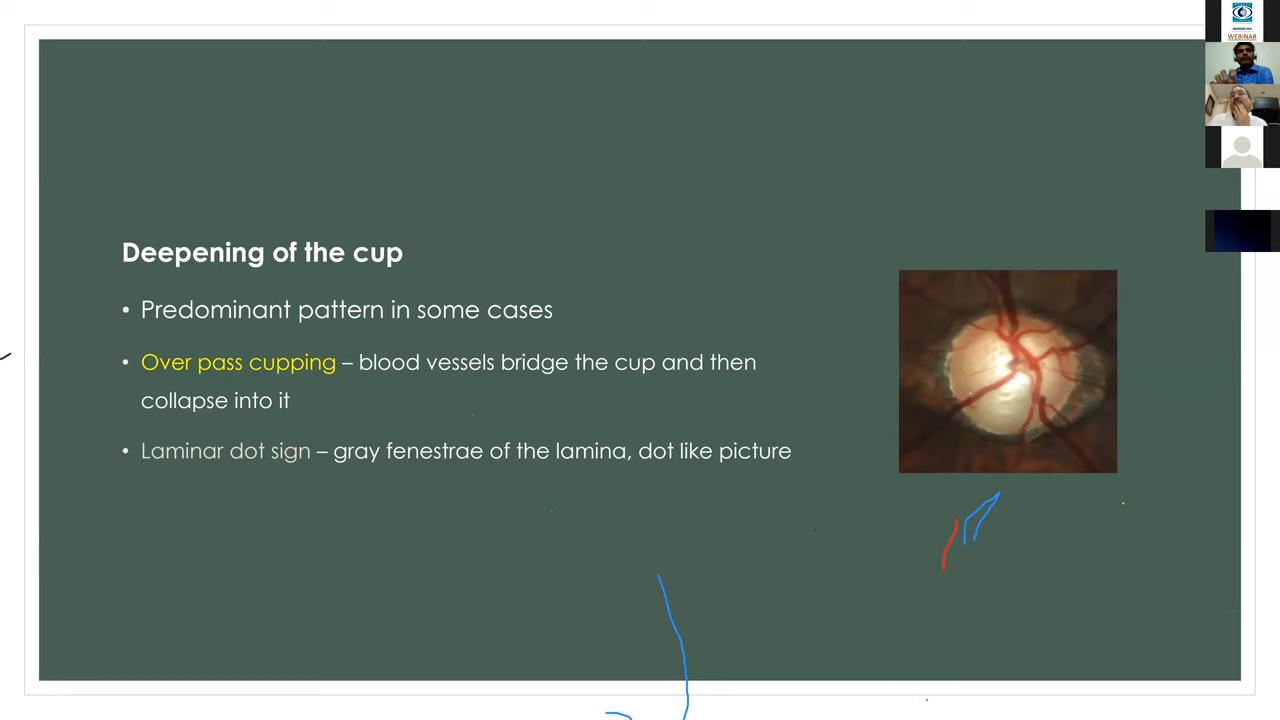 WEBINAR
Deepening of the cup
• Predominant pattern in some cases
• Over pass cupping – blood vessels bridge the cup and then
collapse into it
• Laminar dot sign – gray fenestrae of the lamina, dot like picture